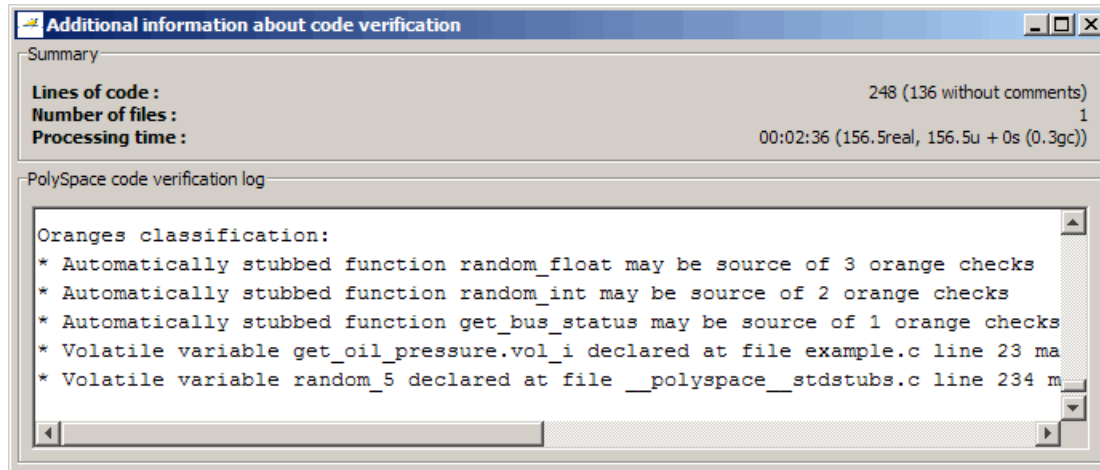 Additional information about code verification
Summary
Lines of code : 248 (136 without comments)
Number of files : 1
Processing time : 00:02:36 (156.5real, 156.5u + 0s (0.3gc))
PolySpace code verification log
Oranges classification:
* Automatically stubbed function random_float may be source of 3 orange checks
* Automatically stubbed function random_int may be source of 2 orange checks
* Automatically stubbed function get_bus_status may be source of 1 orange checks
* Volatile variable get_oil_pressure.vol_i declared at file example.c line 23 ma
* Volatile variable random_5 declared at file __polyspace__stdstubs.c line 234 m